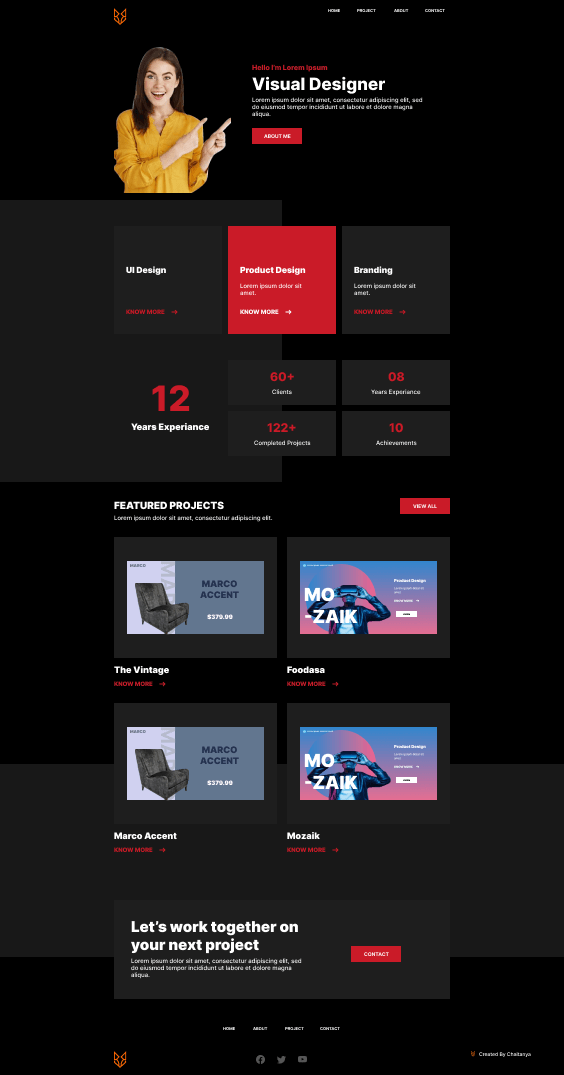 HOME PROJECT ABOUT CONTACT
Hello I'm Lorem Ipsum
Visual Designer
Lorem ipsum dolor sit amet, consectetur adipiscing elit, sed
do eiusmod tempor incididunt ut labore et dolore magna
aliqua.
ABOUT ME
UI Design
KNOW MORE
Product Design
Lorem ipsum dolor sit
amet.
KNOW MORE
Branding
Lorem ipsum dolor sit
amet.
KNOW MORE
12
Years Experiance
60+
Clients
08
Years Experiance
122+
Completed Projects
10
Achievements
FEATURED PROJECTS
Lorem ipsum dolor sit amet, consectetur adipiscing elit.
VIEW ALL
MARCO
MARCO
ACCENT
$379.99
The Vintage
KNOW MORE
MO
-ZAIK
Product Design
Foodasa
KNOW MORE
MARCO
MARCO
ACCENT
$379.99
Marco Accent
KNOW MORE
MO
-ZAIK
Product Design
Mozaik
KNOW MORE
Let's work together on
your next project
Lorem ipsum dolor sit amet, consectetur adipiscing elit, sed
do eiusmod tempor incididunt ut labore et dolore magna
aliqua.
CONTACT
HOME ABOUT PROJECT CONTACT
Created By Chaitanya